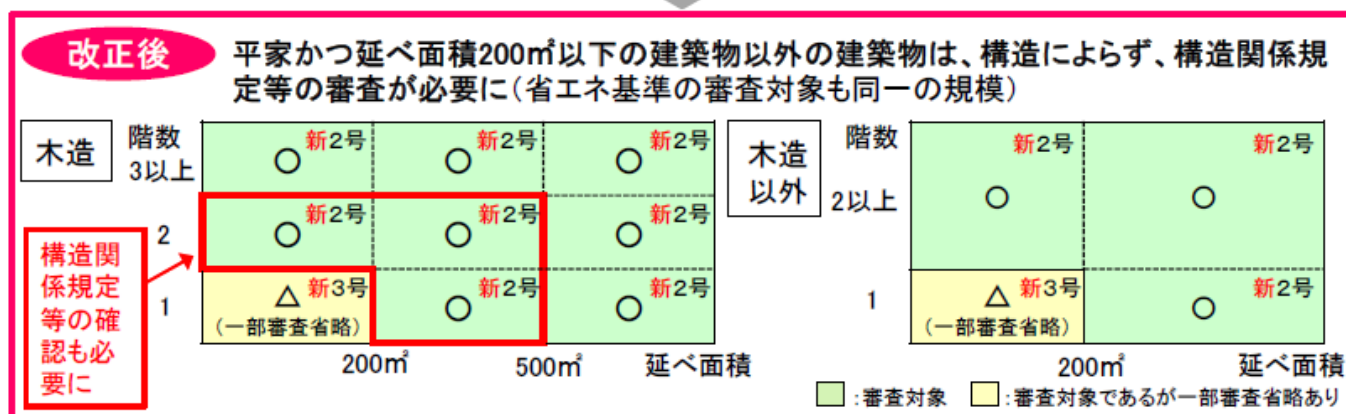 改正後
平家かつ延べ面積200㎡以下の建築物以外の建築物は、構造によらず、構造関係規
定等の審査が必要に(省エネ基準の審査対象も同一の規模)
木造
階数
3以上
2
1
構造関
係規定
等の確
認も必
要に
○ 新2号
○ 新2号
○ 新2号
○ 新2号
○ 新2号
○ 新2号
△ 新3号
(一部審査省略)
○ 新2号
○ 新2号
200㎡
500㎡
延べ面積
木造
以外
階数
2以上
1
新2号
○
新2号
○
△ 新3号
(一部審査省略)
新2号
○
200㎡
延べ面積
:審査対象
:審査対象であるが一部審査省略あり